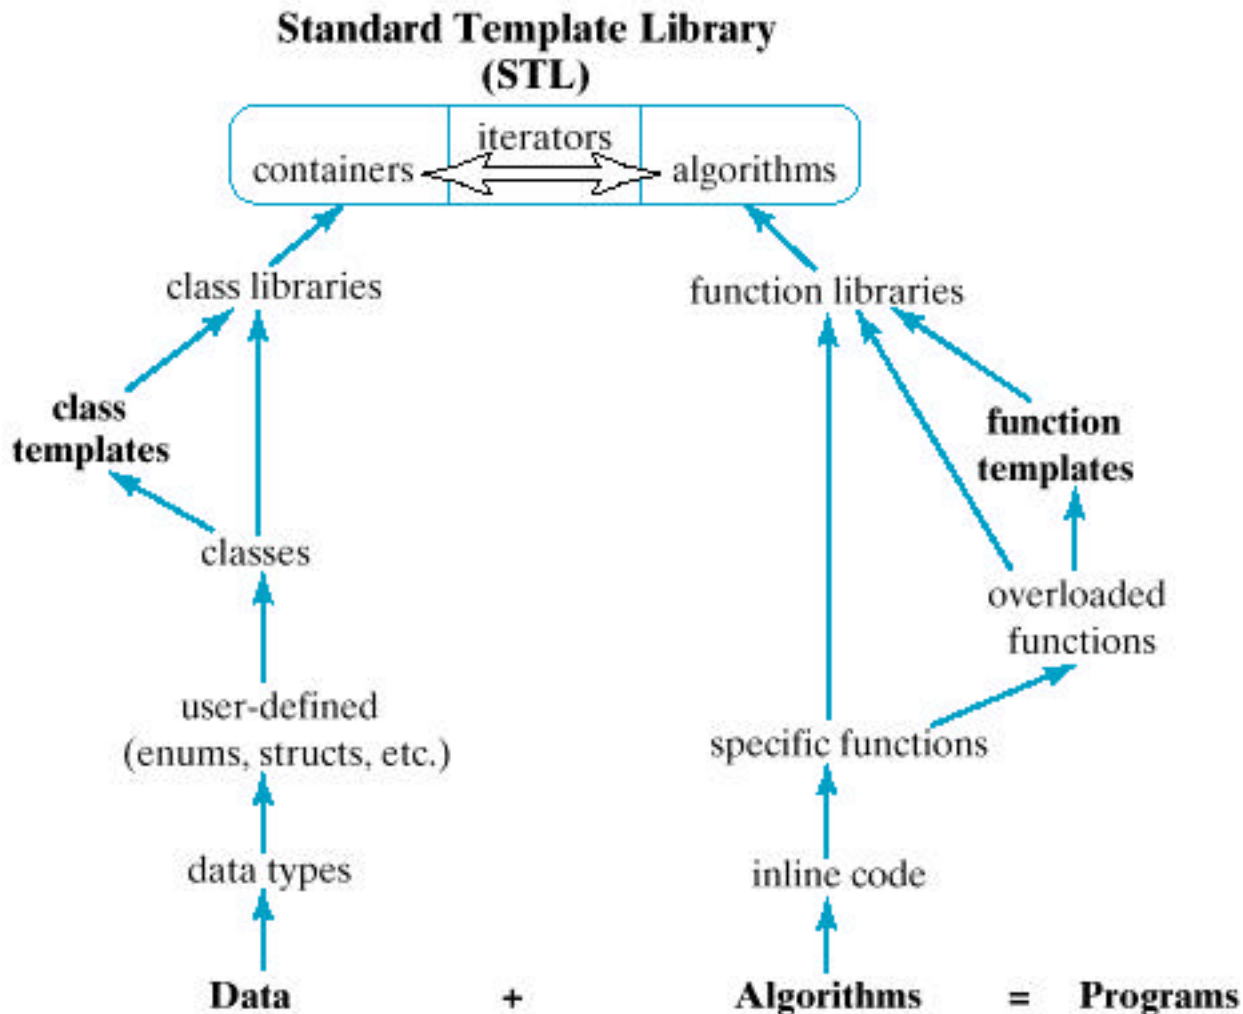 Standard Template Library
(STL)
iterators
containers
algorithms
class libraries
function libraries
class
templates
function
templates
classes
overloaded
functions
user-defined
(enums, structs, etc.)
specific functions
data types
inline code
Data + Algorithms = Programs